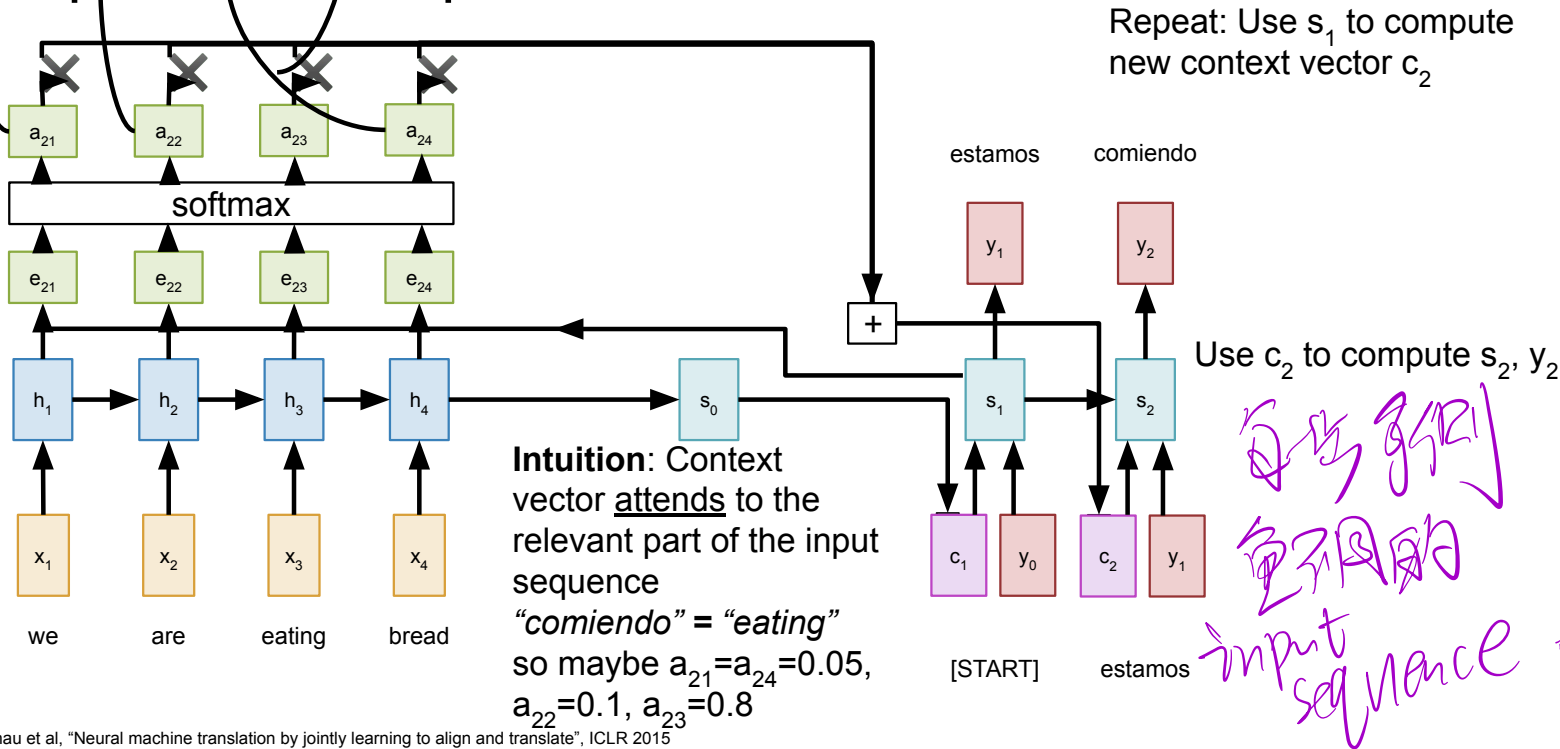 Repeat: Use s₁ to compute
new context vector c₂
a₂₁ a₂₂ a₂₃ a₂₄
softmax
e₂₁ e₂₂ e₂₃ e₂₄
h₁ h₂ h₃ h₄
x₁ x₂ x₃ x₄
we are eating bread
s₀
Intuition: Context
vector attends to the
relevant part of the input
sequence
“comiendo” = “eating”
so maybe a₂₁=a₂₄=0.05,
a₂₂=0.1, a₂₃=0.8
estamos comiendo
y₁ y₂
+
s₁ s₂
c₁ y₀ c₂ y₁
[START] estamos
Use c₂ to compute s₂, y₂
不同的
input
sequence
et al, “Neural machine translation by jointly learning to align and translate”, ICLR 2015